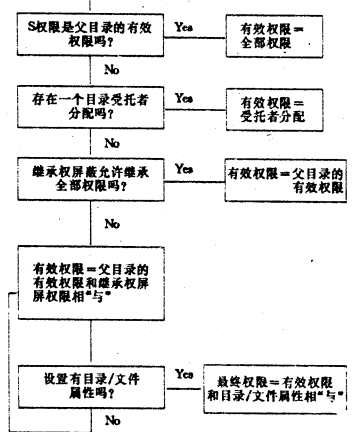 S权限是父目录的有效
权限吗？
Yes
有效权限＝
全部权限
No
存在一个目录受托者
分配吗？
Yes
有效权限＝
受托者分配
No
继承权屏蔽允许继承
全部权限吗？
Yes
有效权限＝父目录的
有效权限
No
有效权限＝父目录的
有效权限和继承权屏
屏权限相“与”
设置有目录/文件
属性吗？
Yes
最终权限＝有效权限
和目录/文件属性相“与”
No